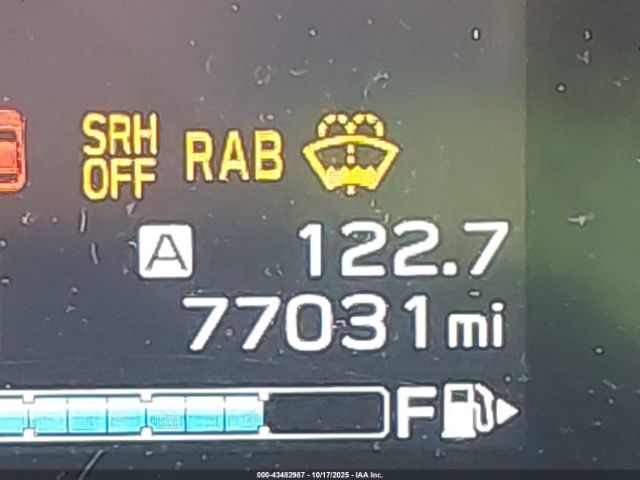 SRH RAB
OFF
A 122.7
77031 mi
F
000-43482987 - 10/17/2025 - IAA Inc.